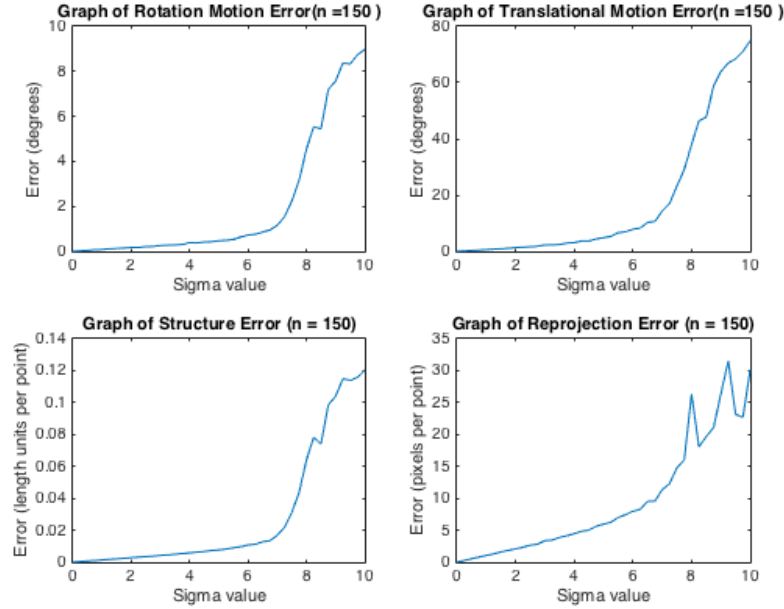 Graph of Rotation Motion Error(n =150 )
10
8
6
4
2
0
Error (degrees)
0 2 4 6 8 10
Sigma value
Graph of Translational Motion Error(n =150 )
80
60
40
20
0
Error (degrees)
0 2 4 6 8 10
Sigma value
Graph of Structure Error (n = 150)
0.14
0.12
0.1
0.08
0.06
0.04
0.02
0
Error (length units per point)
0 2 4 6 8 10
Sigma value
Graph of Reprojection Error (n = 150)
35
30
25
20
15
10
5
0
Error (pixels per point)
0 2 4 6 8 10
Sigma value